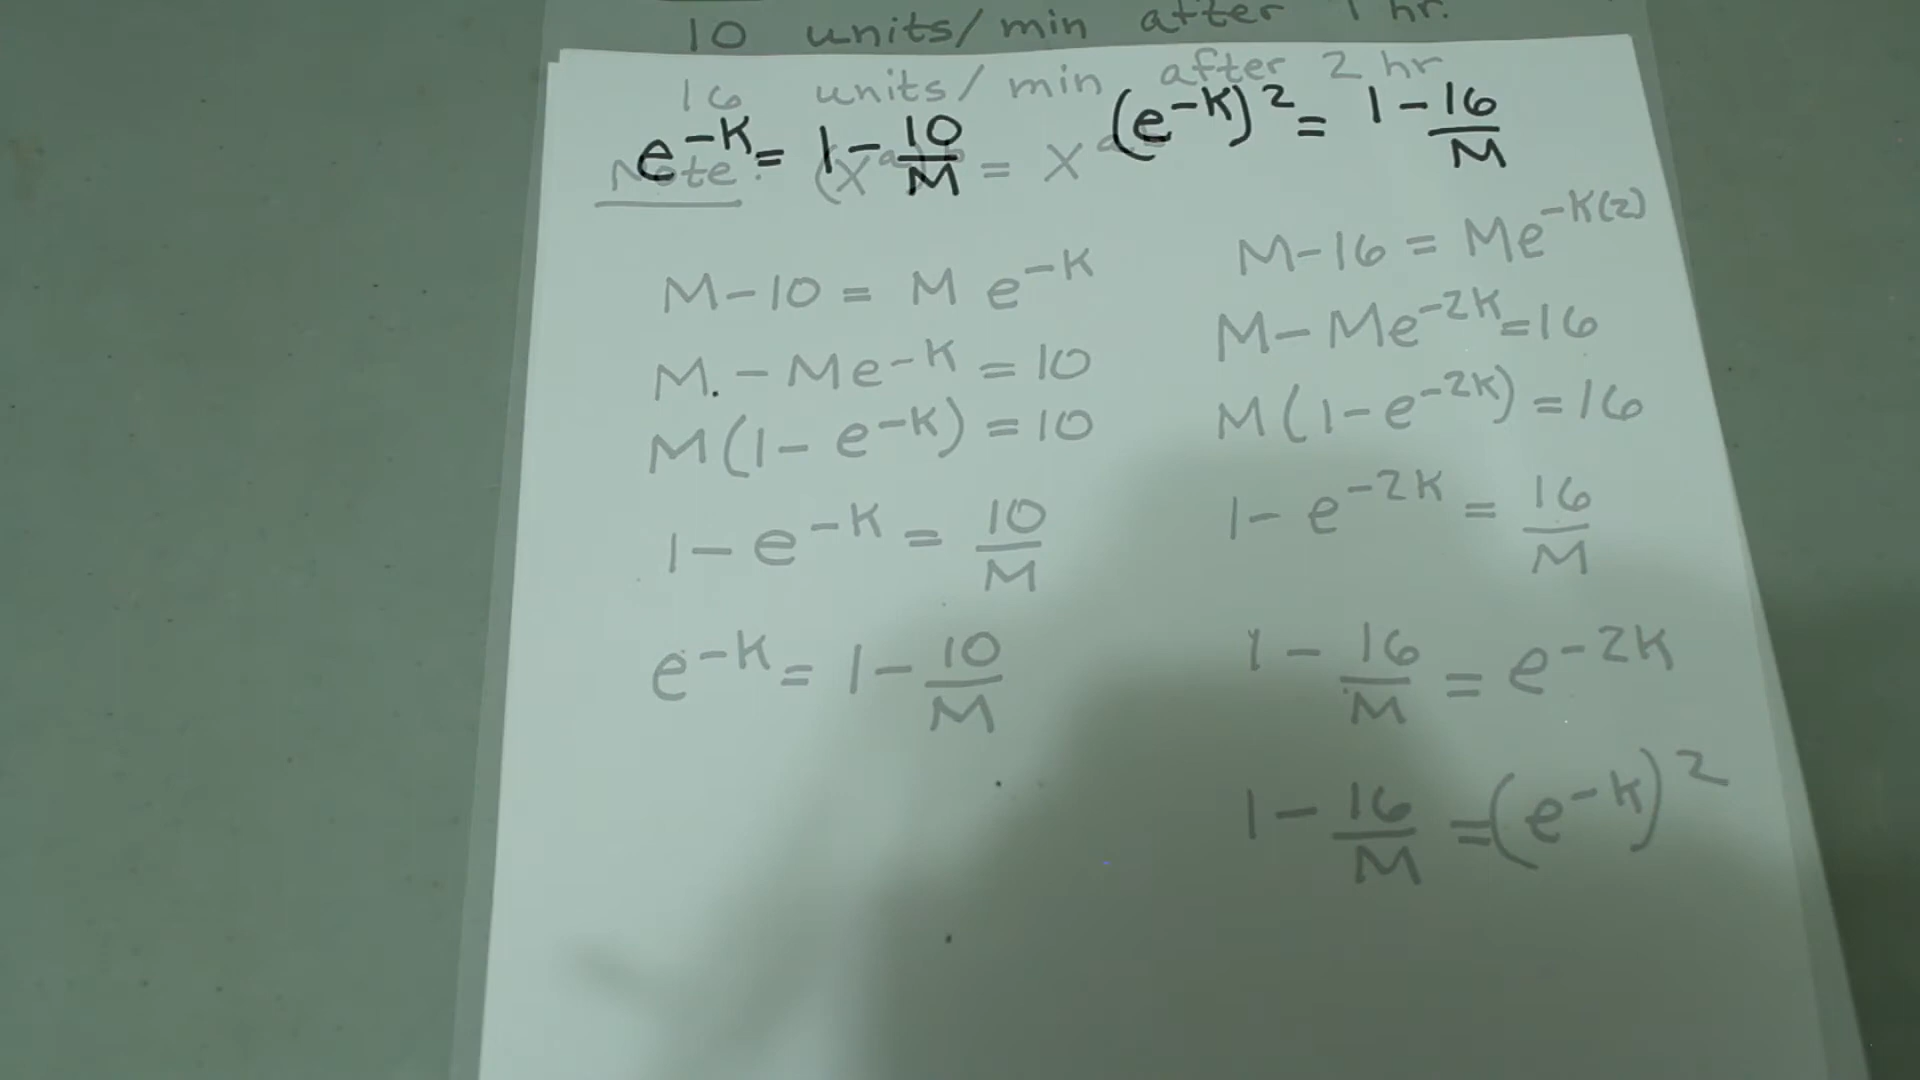 10 units/min after 1 hr.
16 units/min after 2 hr
e^-K = 1 - 10/M
(e^-K)^2 = 1 - 16/M
Note: (x^a) = x^a
M-10 = M e^-K
M. - Me^-K = 10
M(1 - e^-K) = 10
1 - e^-K = 10/M
e^-K = 1 - 10/M
M-16 = Me^-K(2)
M - Me^-2K = 16
M(1 - e^-2K) = 16
1 - e^-2K = 16/M
1 - 16/M = e^-2K
1 - 16/M = (e^-K)^2